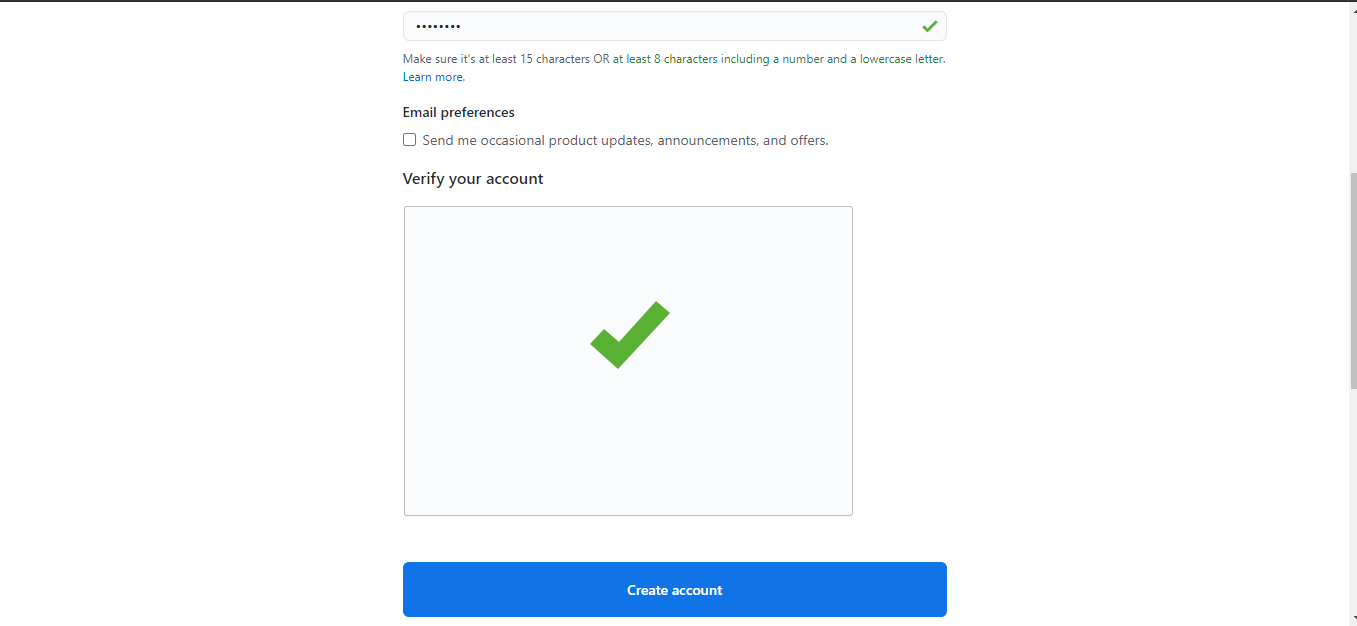 ••••••••
Make sure it's at least 15 characters OR at least 8 characters including a number and a lowercase letter.
Learn more.
Email preferences
Send me occasional product updates, announcements, and offers.
Verify your account
Create account